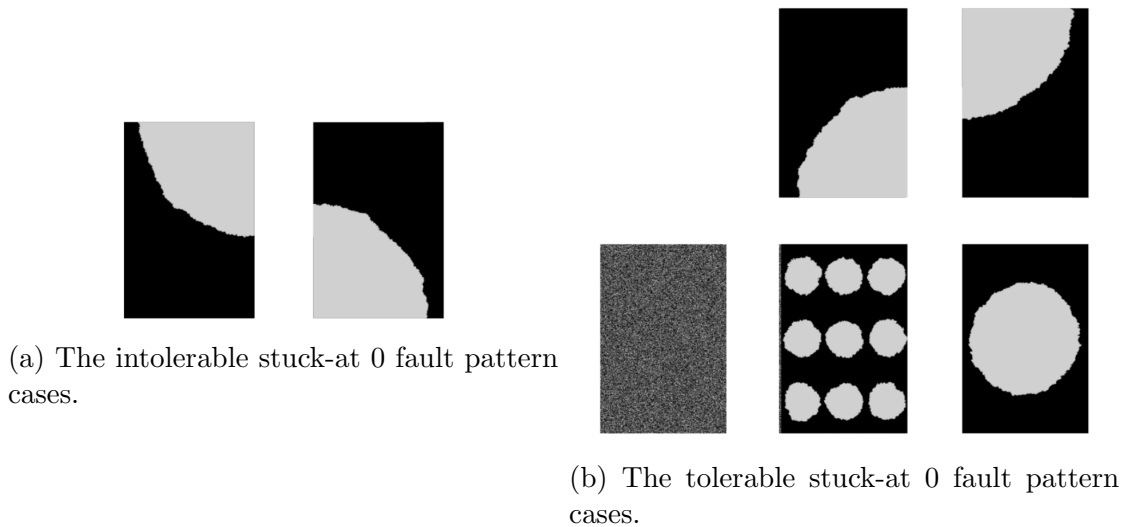 (a) The intolerable stuck-at 0 fault pattern
cases.
(b) The tolerable stuck-at 0 fault pattern
cases.